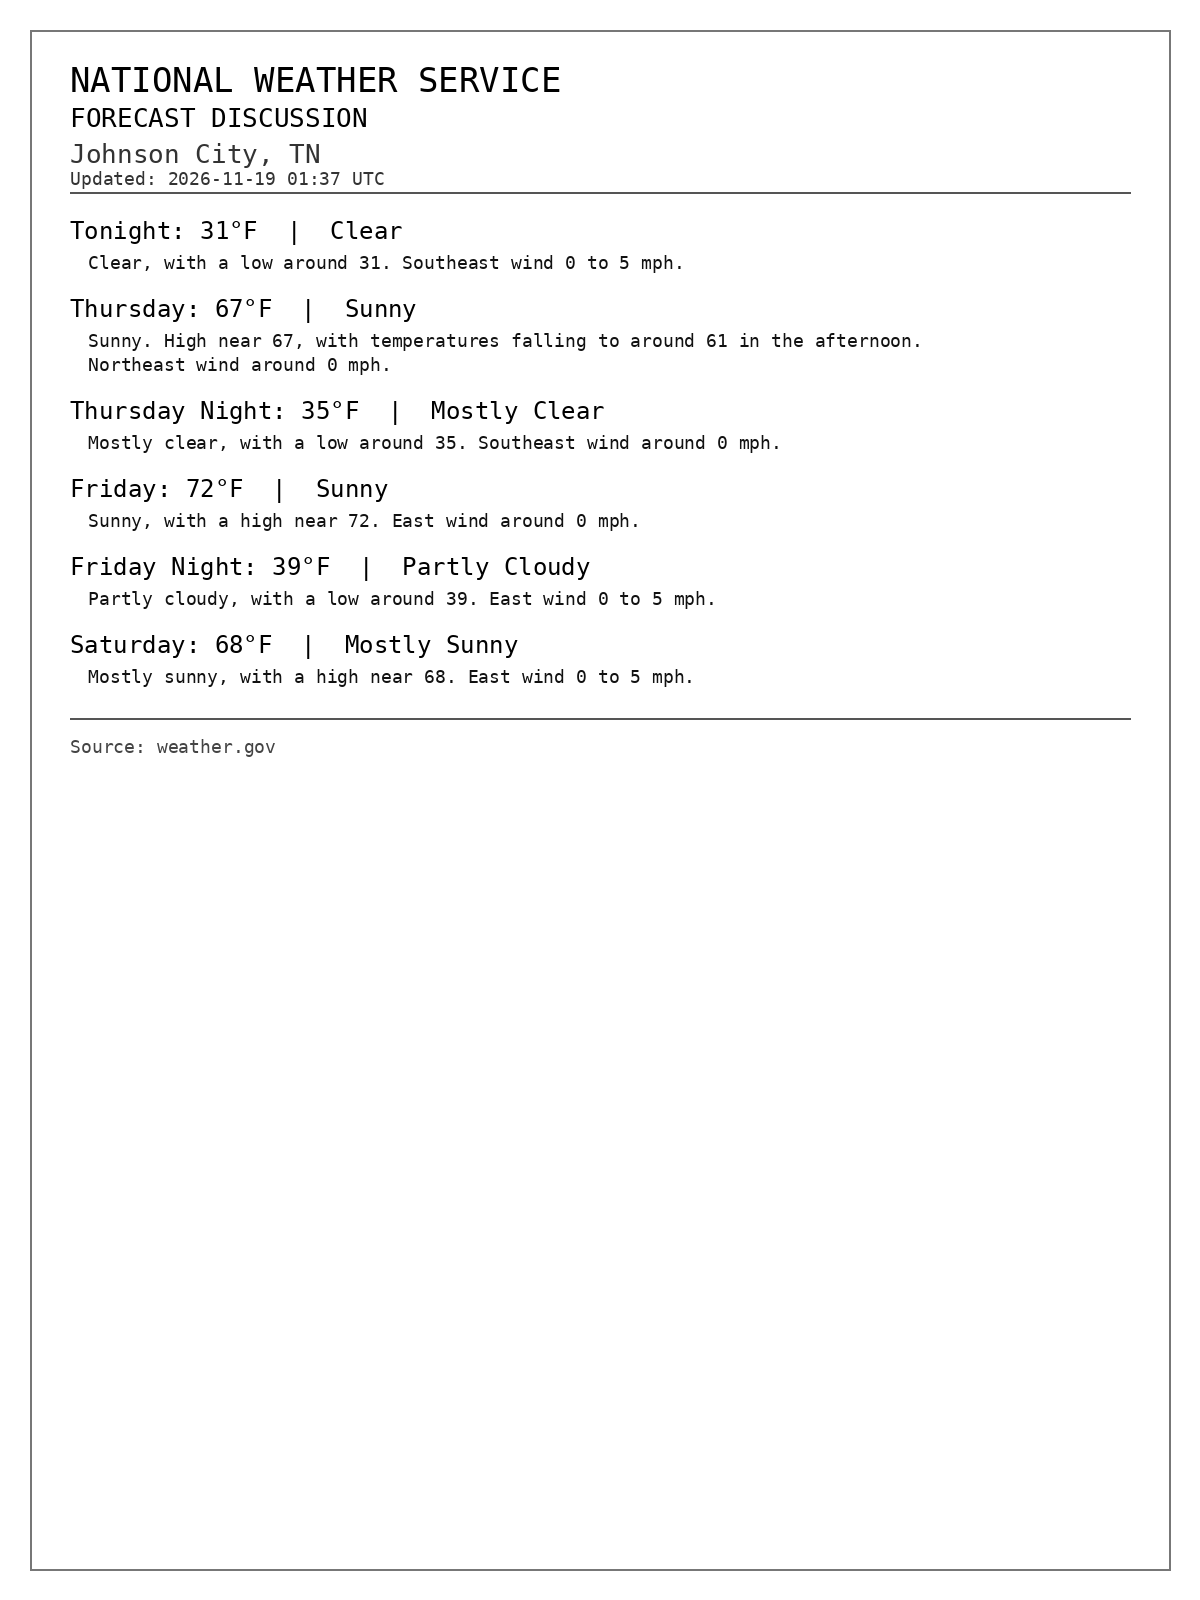 NATIONAL WEATHER SERVICE
FORECAST DISCUSSION
Johnson City, TN
Updated: 2026-11-19 01:37 UTC
Tonight: 31°F  |  Clear
Clear, with a low around 31. Southeast wind 0 to 5 mph.
Thursday: 67°F  |  Sunny
Sunny. High near 67, with temperatures falling to around 61 in the afternoon.
Northeast wind around 0 mph.
Thursday Night: 35°F  |  Mostly Clear
Mostly clear, with a low around 35. Southeast wind around 0 mph.
Friday: 72°F  |  Sunny
Sunny, with a high near 72. East wind around 0 mph.
Friday Night: 39°F  |  Partly Cloudy
Partly cloudy, with a low around 39. East wind 0 to 5 mph.
Saturday: 68°F  |  Mostly Sunny
Mostly sunny, with a high near 68. East wind 0 to 5 mph.
Source: weather.gov